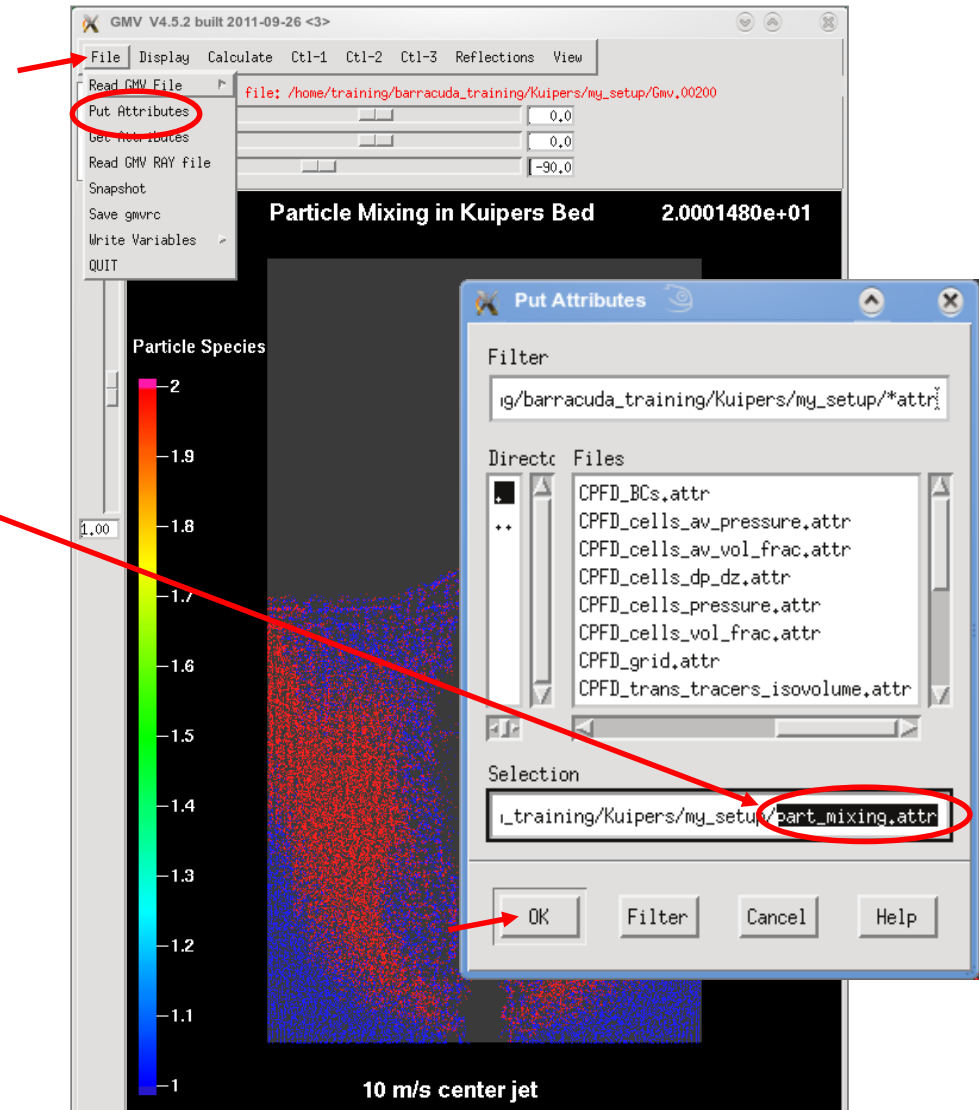 GMV V4.5.2 built 2011-09-26 <3>
File Display Calculate Ctl-1 Ctl-2 Ctl-3 Reflections View
Read GMV File
file: /home/training/barracuda_training/Kuipers/my_setup/Gmv.00200
Put Attributes
0.0
Get Attributes
0.0
Read GMV RAY file
-90.0
Snapshot
Save gmvrc
Write Variables
QUIT
Particle Mixing in Kuipers Bed 2.0001480e+01
Particle Species
2
1.9
1.8
1.7
1.6
1.5
1.4
1.3
1.2
1.1
1
1.00
10 m/s center jet
Put Attributes
Filter
ng/barracuda_training/Kuipers/my_setup/*attr
Directo Files
.
..
CPFD_BCs.attr
CPFD_cells_av_pressure.attr
CPFD_cells_av_vol_frac.attr
CPFD_cells_dp_dz.attr
CPFD_cells_pressure.attr
CPFD_cells_vol_frac.attr
CPFD_grid.attr
CPFD_trans_tracers_isovolume.attr
Selection
_training/Kuipers/my_setup/part_mixing.attr
OK Filter Cancel Help